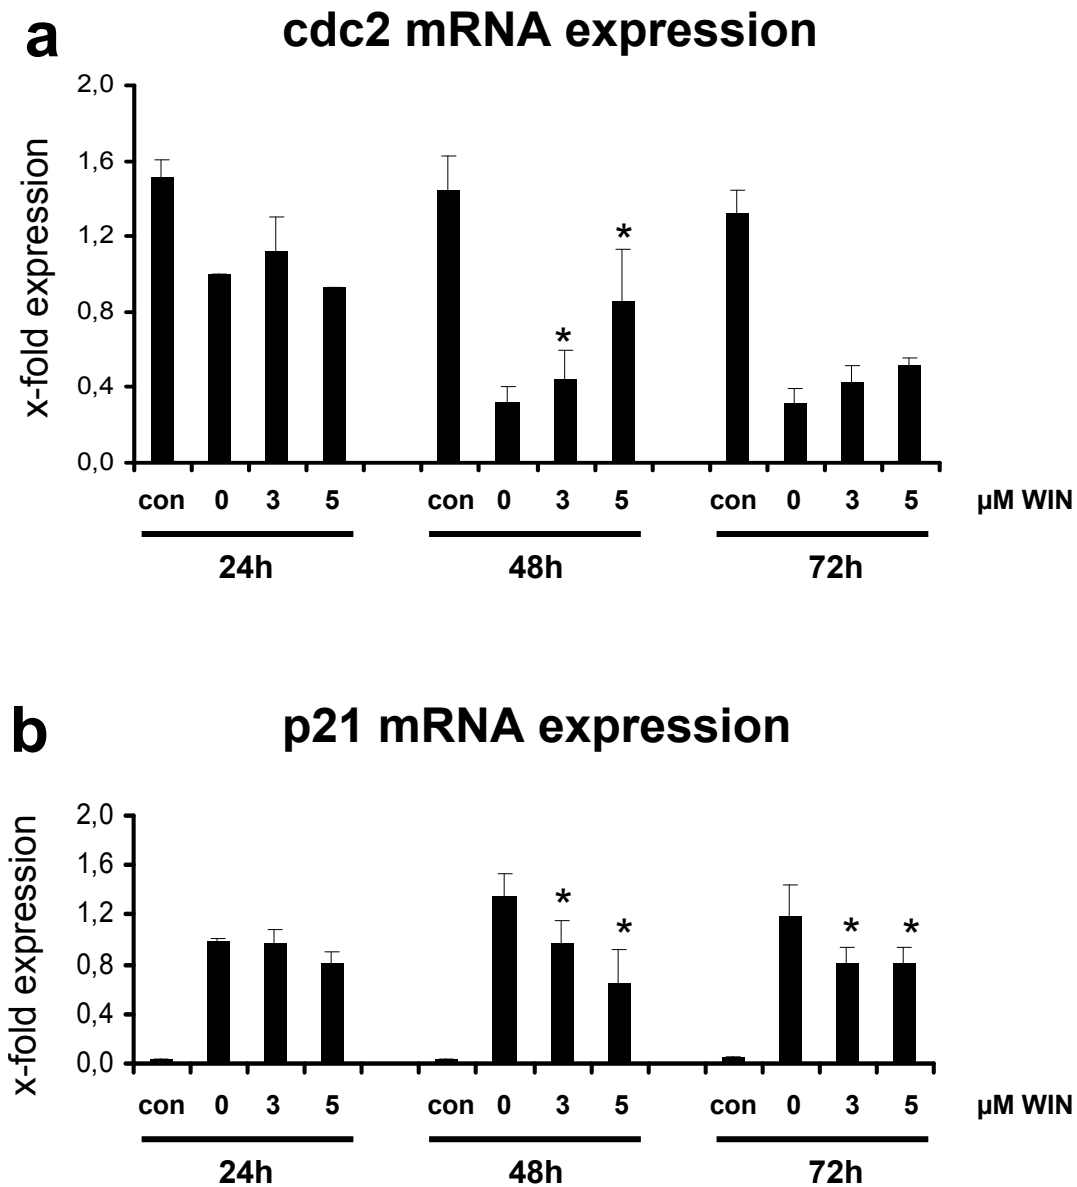 a
cdc2 mRNA expression
x-fold expression
2,0
1,6
1,2
0,8
0,4
0,0
*
*
con 0 3 5 con 0 3 5 con 0 3 5 µM WIN
24h 48h 72h
b
p21 mRNA expression
x-fold expression
2,0
1,6
1,2
0,8
0,4
0,0
* * * *
con 0 3 5 con 0 3 5 con 0 3 5 µM WIN
24h 48h 72h